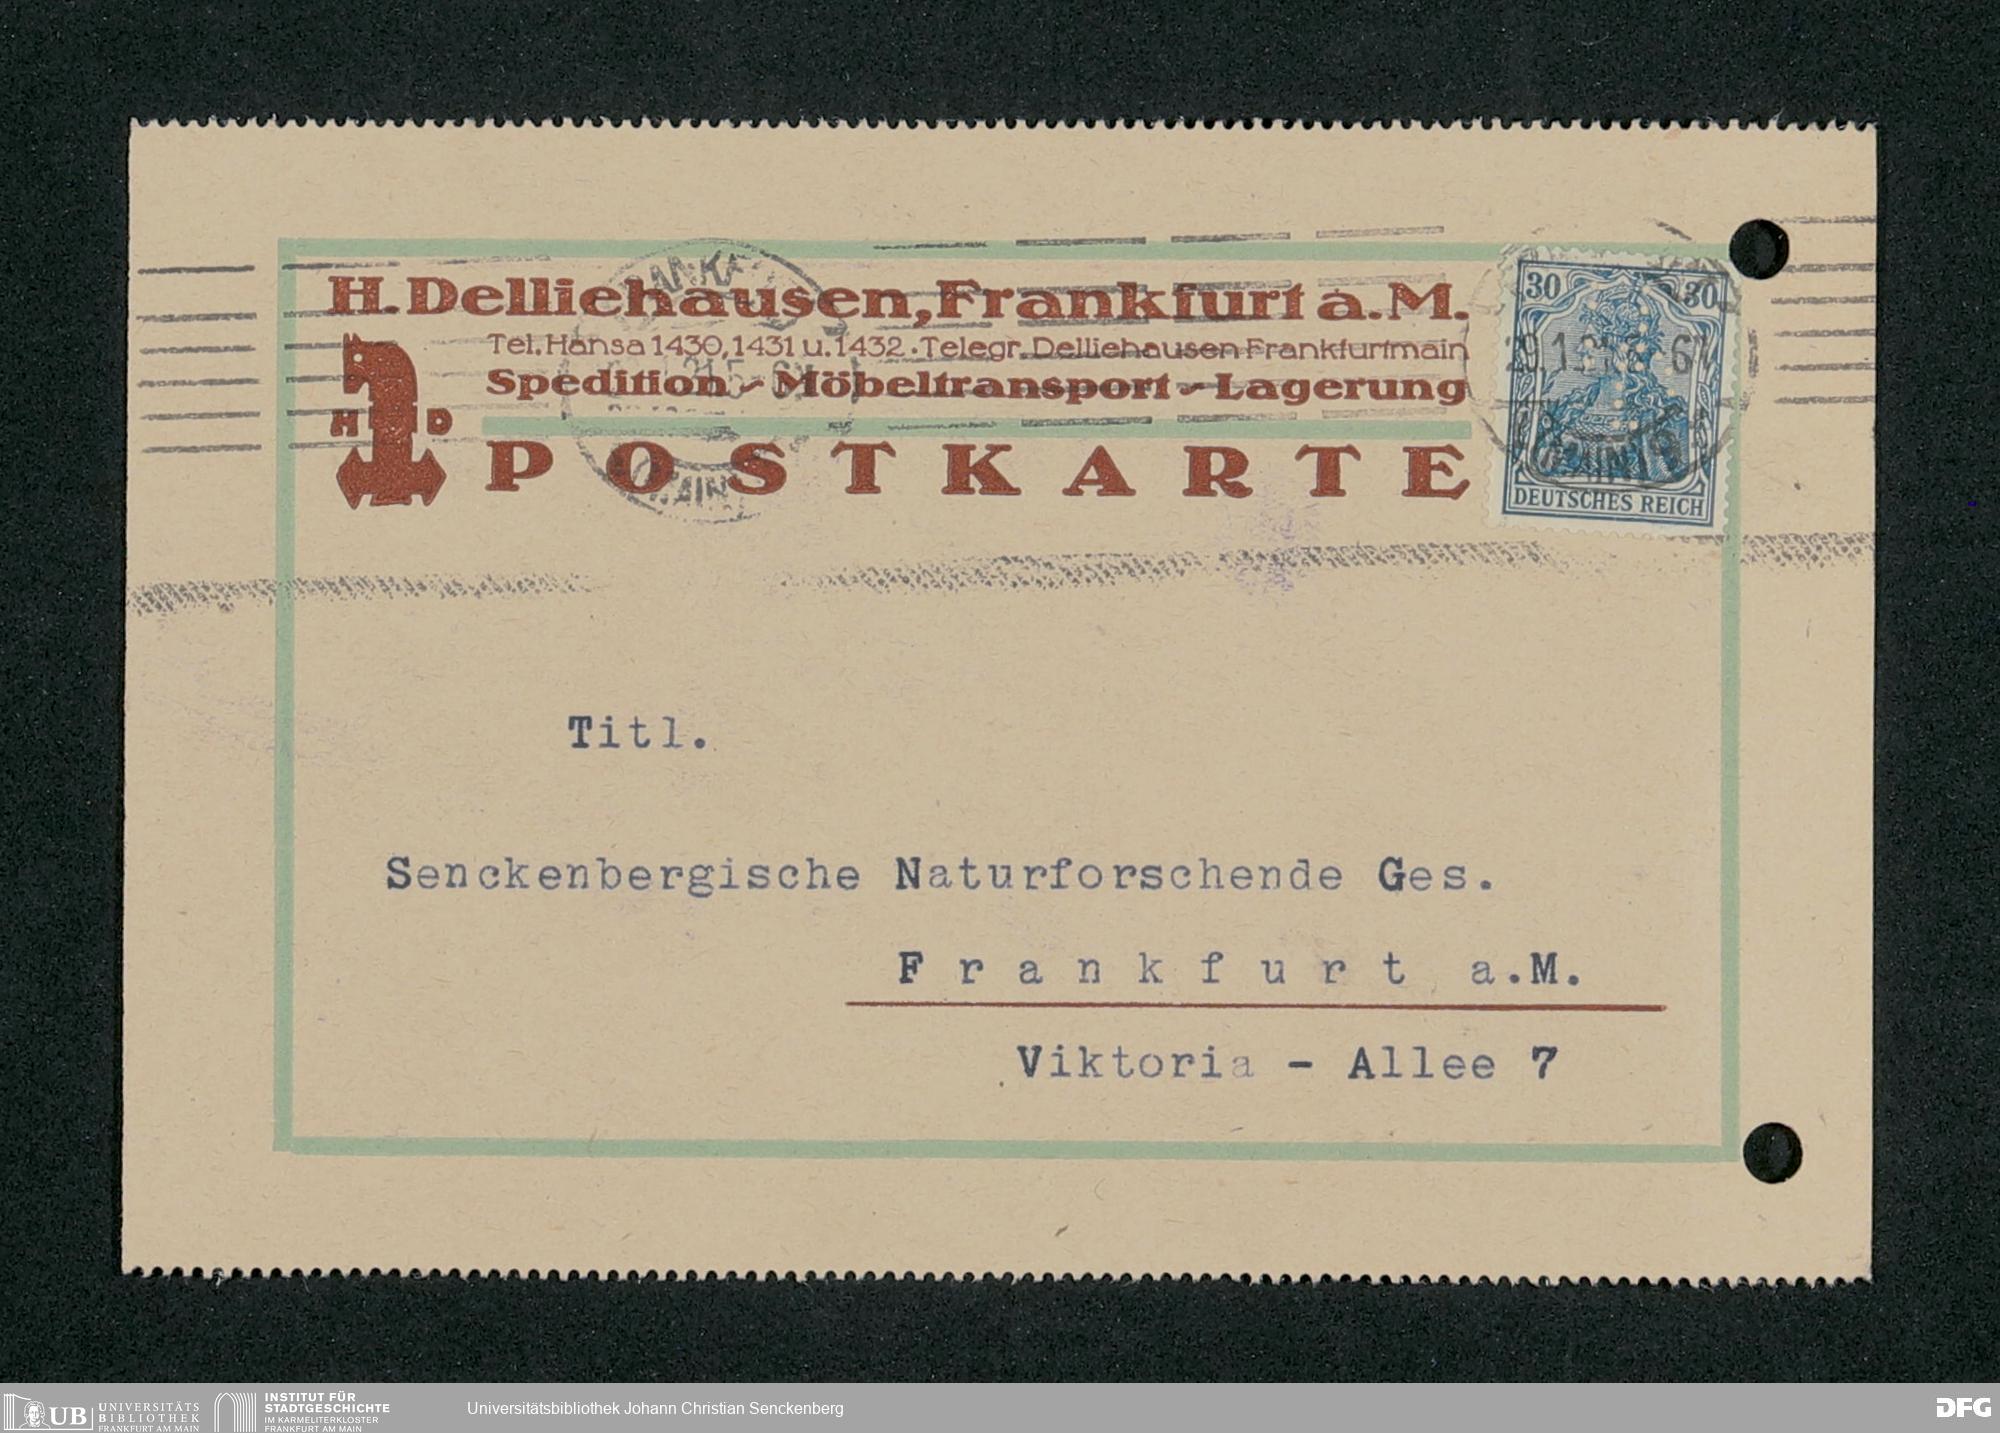 H. Delliehausen, Frankfurt a. M.
Tel. Hansa 1430, 1431 u. 1432 · Telegr. Delliehausen Frankfurtmain
Spedition - Möbeltransport - Lagerung
H D
POSTKARTE
30 30
DEUTSCHES REICH
Titl.
Senckenbergische Naturforschende Ges.
Frankfurt a.M.
Viktoria - Allee 7
UB UNIVERSITÄTS
BIBLIOTHEK
FRANKFURT AM MAIN
INSTITUT FÜR
STADTGESCHICHTE
IM KARMELITERKLOSTER
FRANKFURT AM MAIN
Universitätsbibliothek Johann Christian Senckenberg
DFG